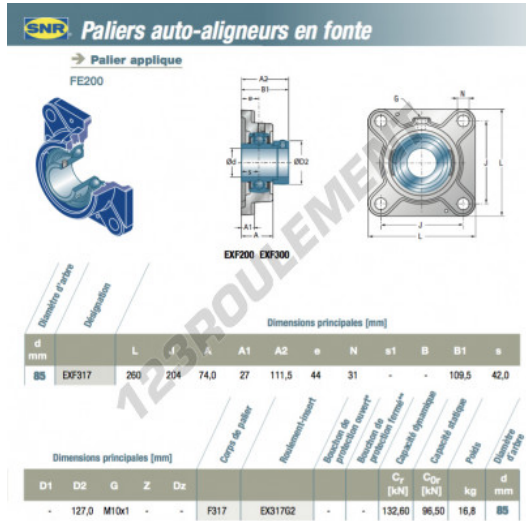 SNR Paliers auto-aligneurs en fonte
Palier applique
FE200
A2
B1
e
Ød
s
ØD2
A1
A
G
N
J
L
J
L
EXF200 EXF300
123ROULEMENT
Diamètre d'arbre
Désignation
Dimensions principales [mm]
d mm L J A A1 A2 e N s1 B B1 s
85 EXF317 260 204 74,0 27 111,5 44 31 - - 109,5 42,0
Dimensions principales [mm]
Corps de palier
Roulement-insert
Bouchon de protection ouvert*
Bouchon de protection fermé**
Capacité dynamique
Capacité statique
Poids
Diamètre d'arbre
D1 D2 G Z Dz Cr [kN] C0r [kN] kg d mm
- 127,0 M10x1 - - F317 EX317G2 - - 132,60 96,50 16,8 85